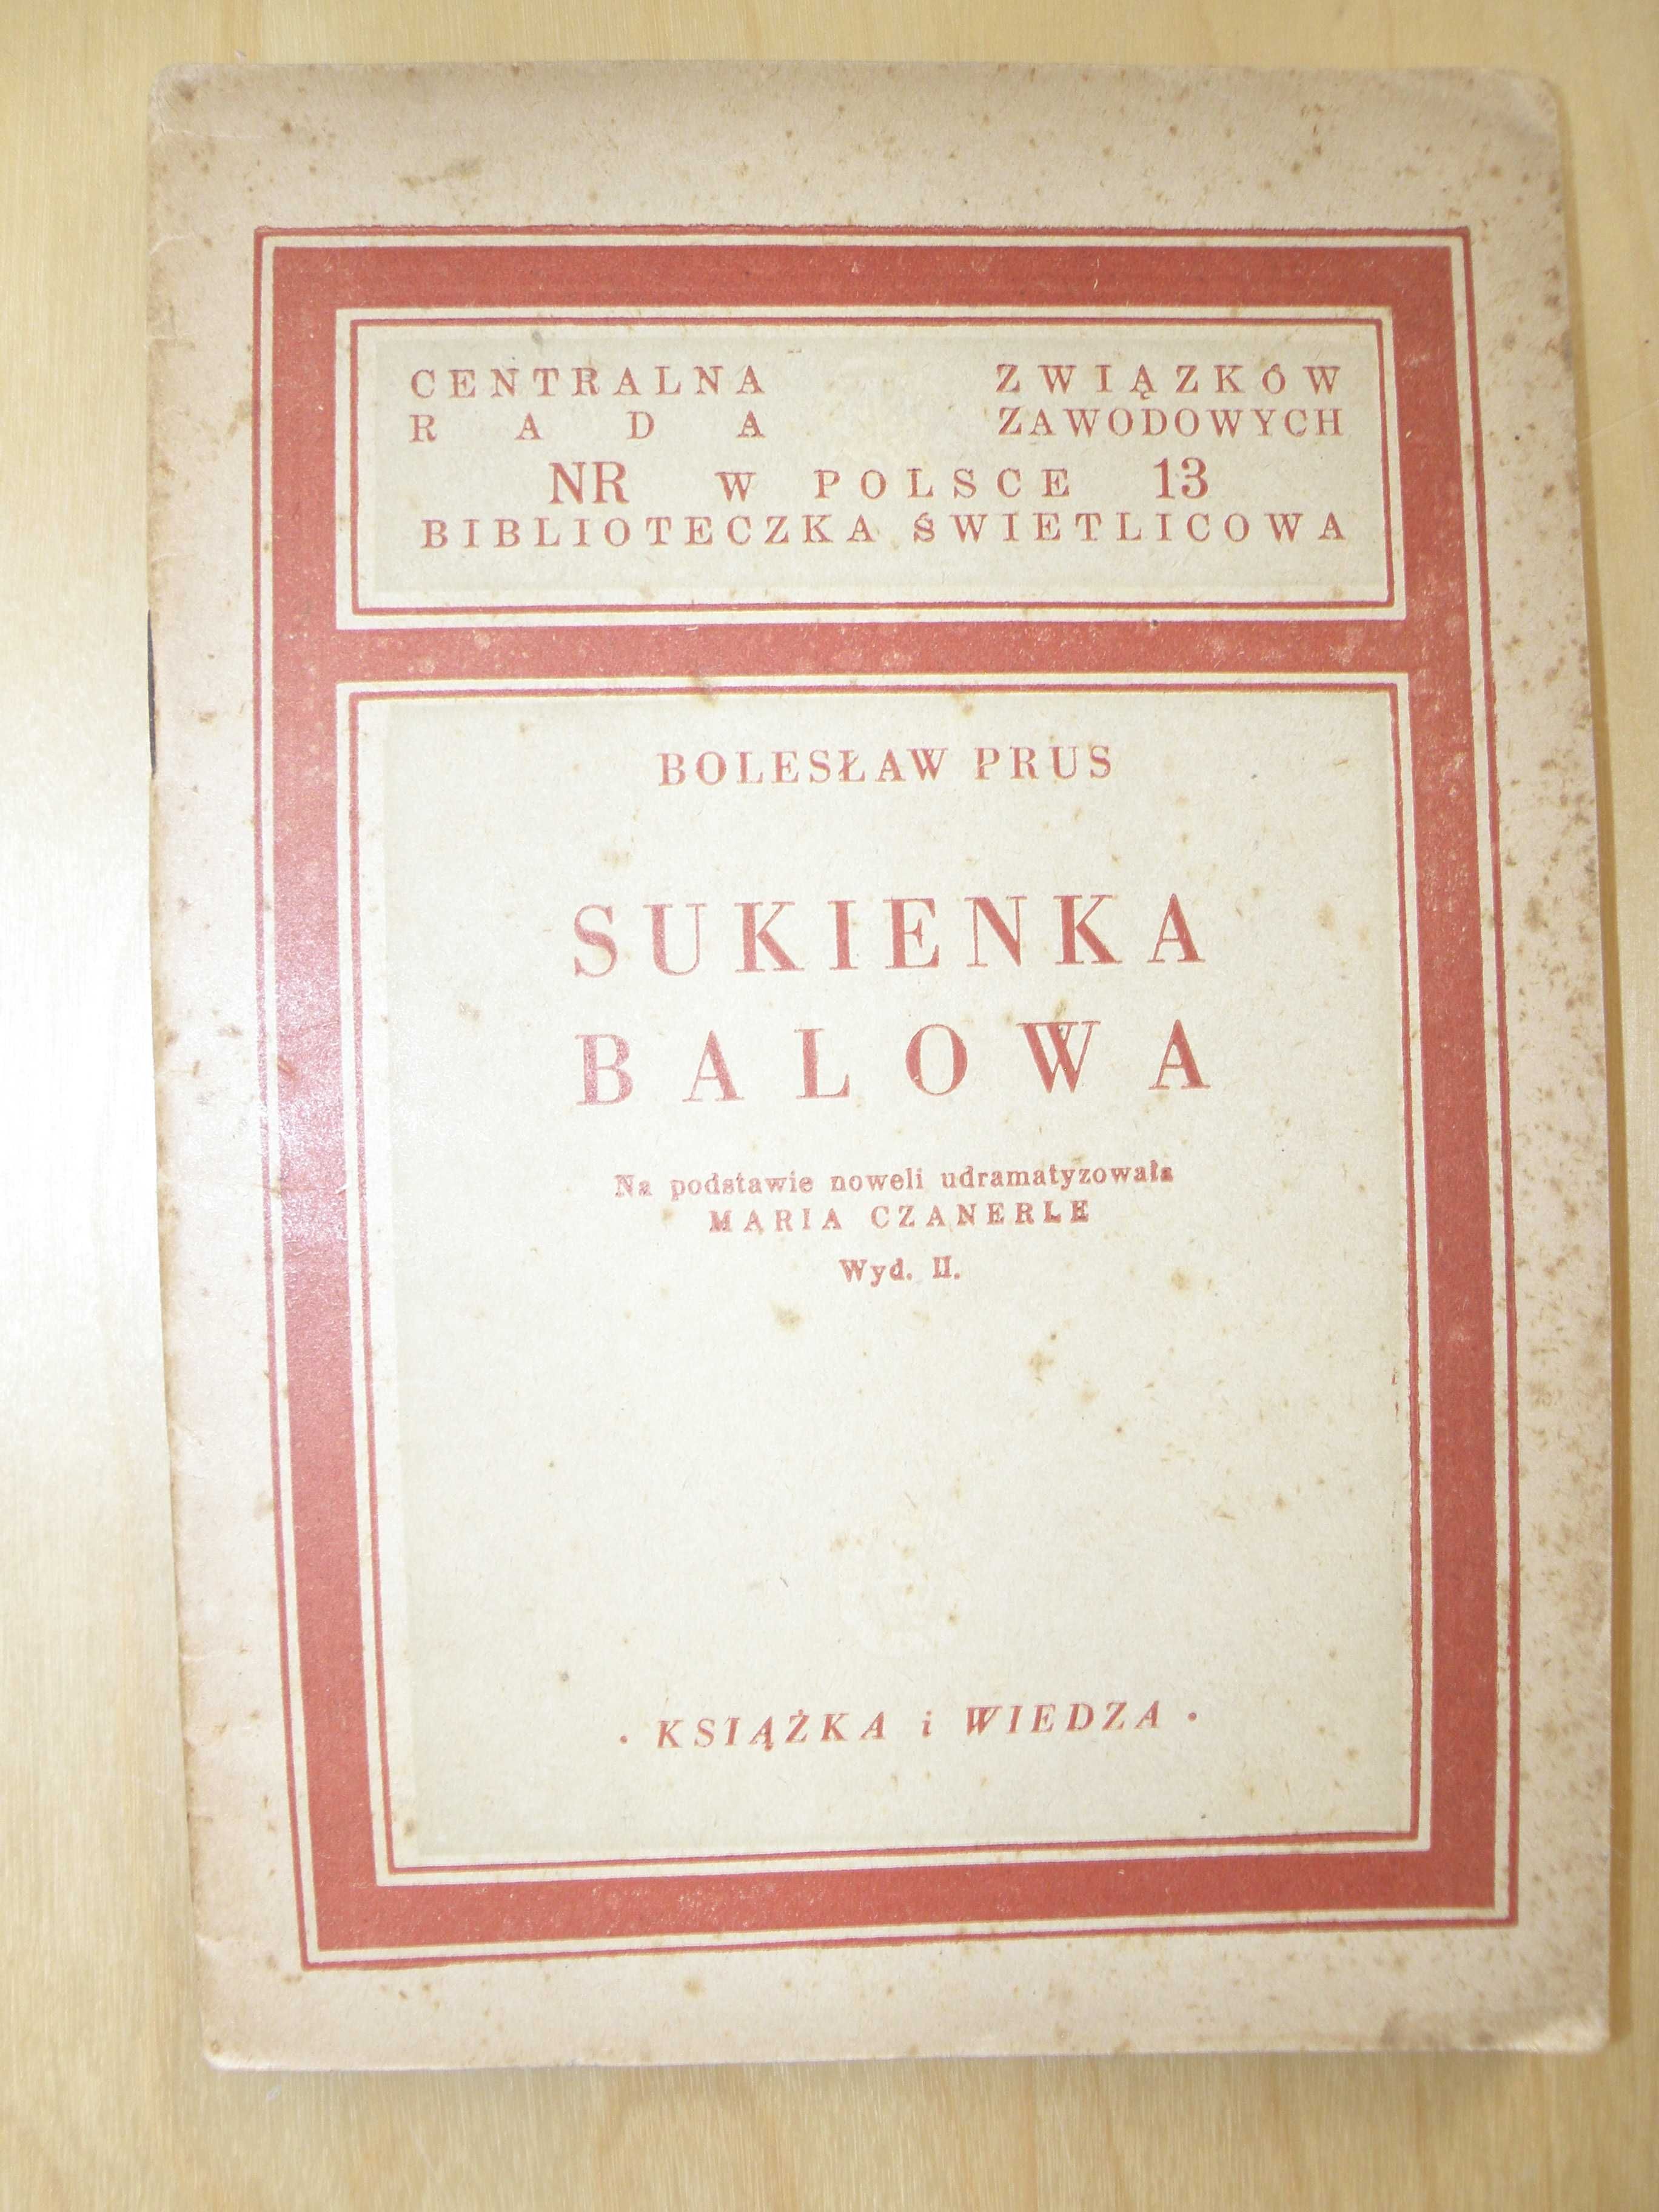 CENTRALNA ZWIĄZKÓW
RADA ZAWODOWYCH
NR W POLSCE 13
BIBLIOTECZKA ŚWIETLICOWA
BOLESŁAW PRUS
SUKIENKA
BALOWA
Na podstawie noweli udramatyzowała
MARIA CZANERLE
Wyd. II.
· KSIĄŻKA i WIEDZA ·